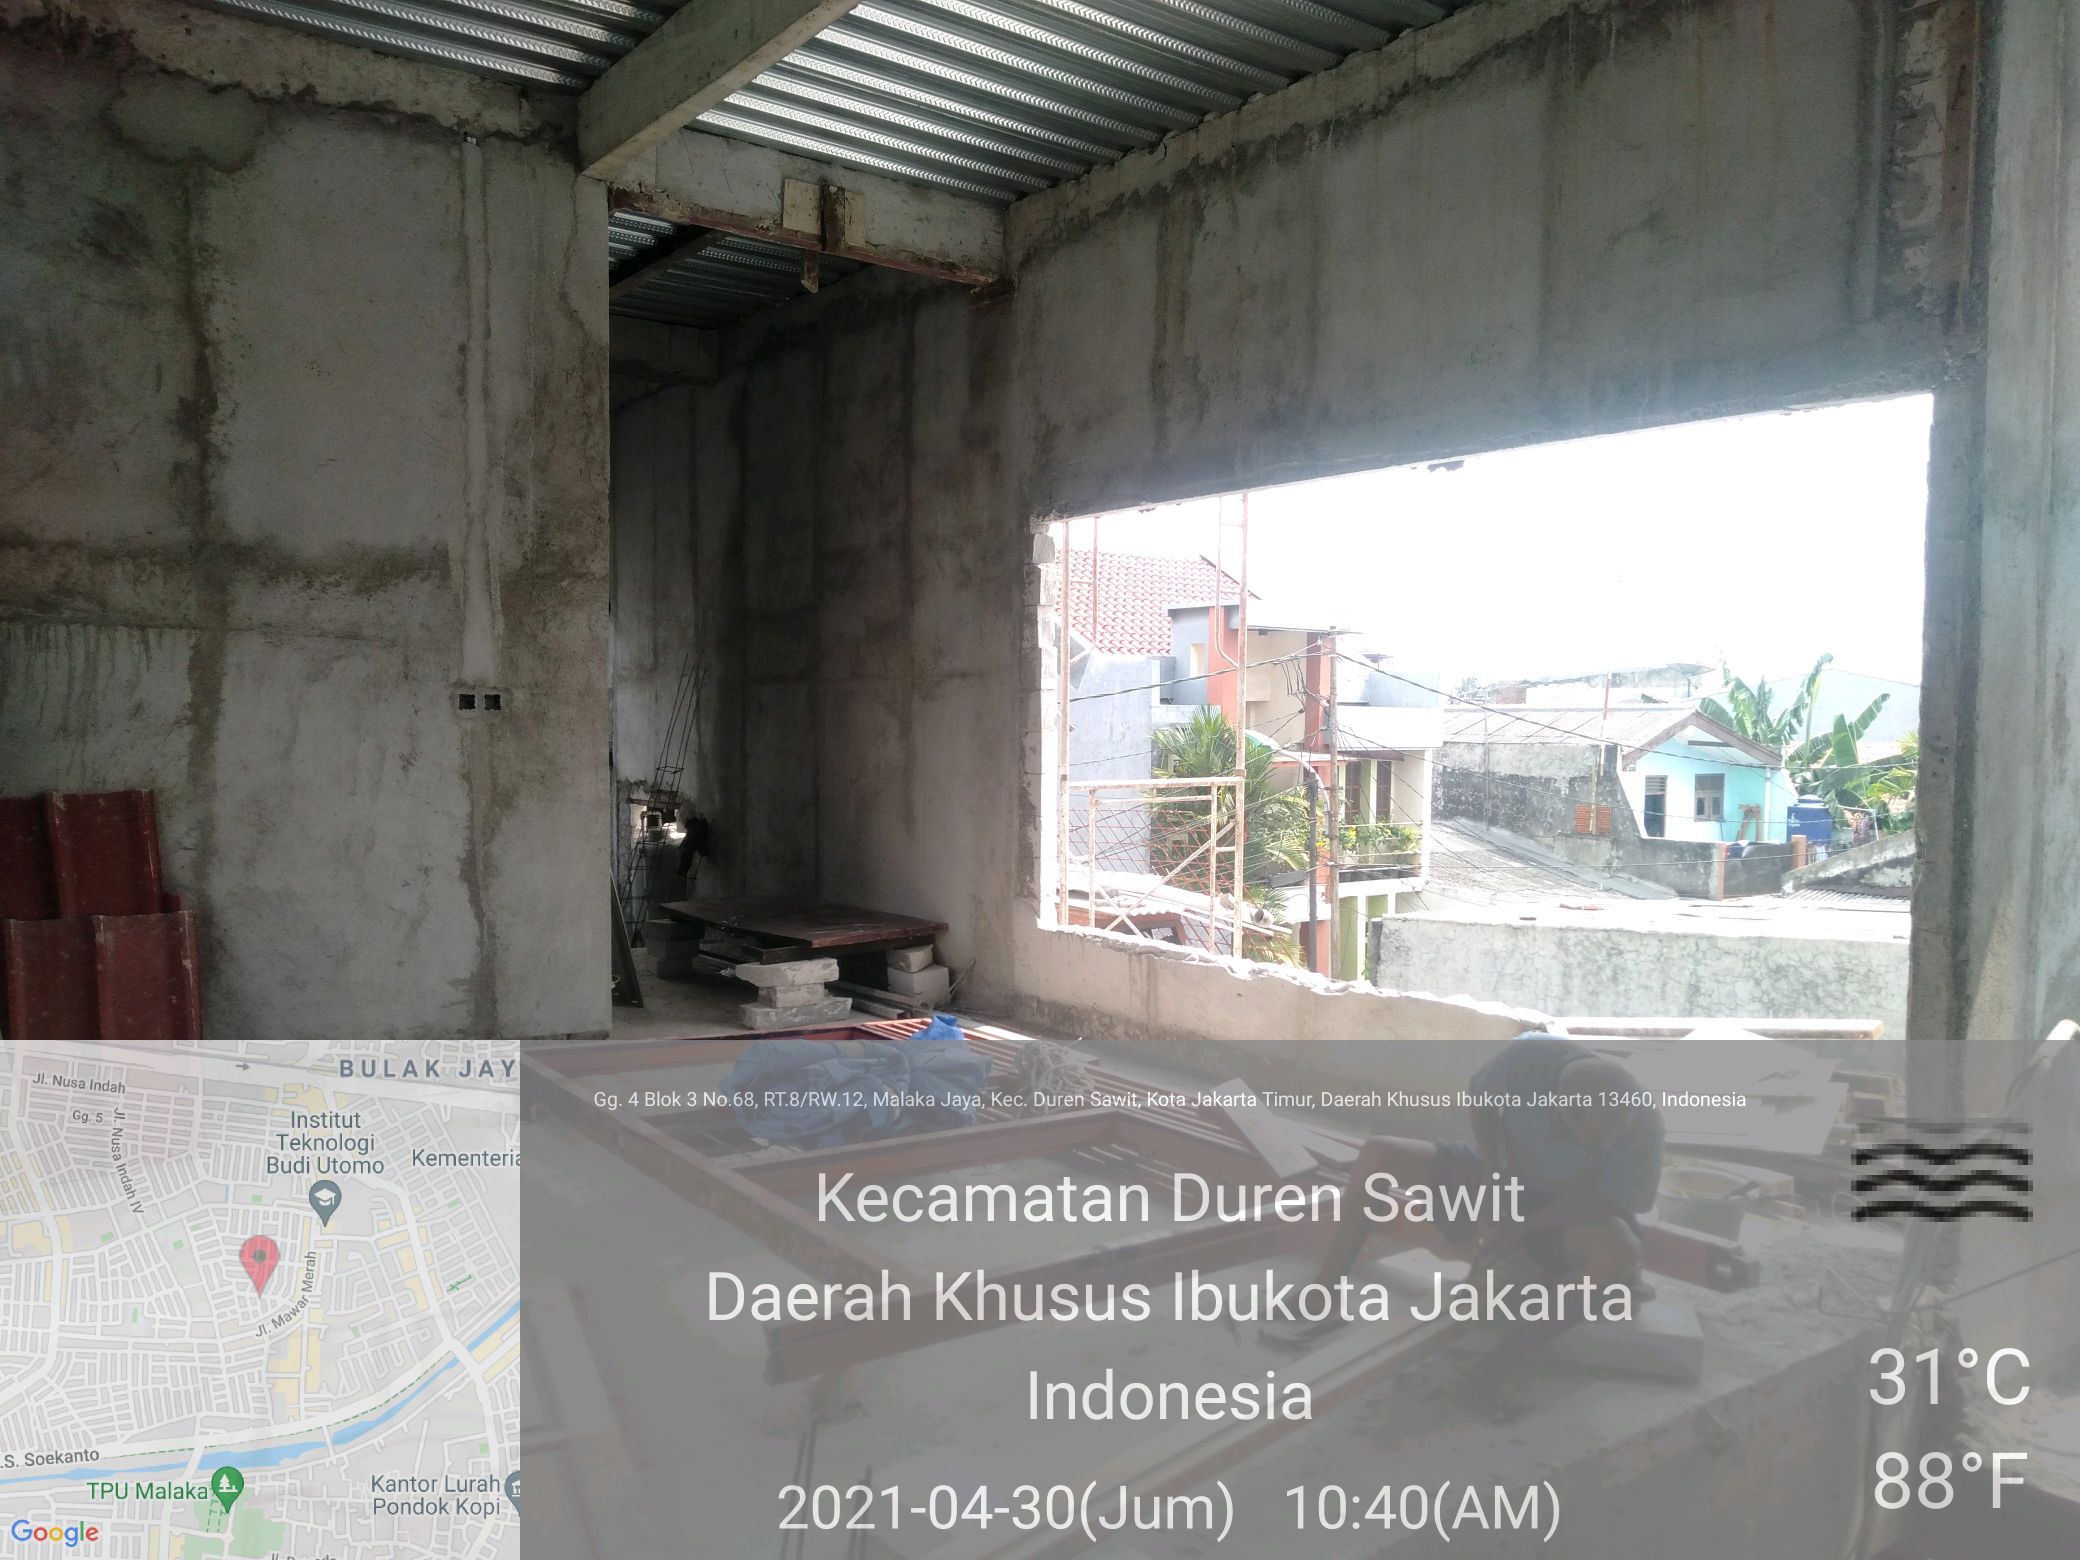 Gg. 4 Blok 3 No.68, RT.8/RW.12, Malaka Jaya, Kec. Duren Sawit, Kota Jakarta Timur, Daerah Khusus Ibukota Jakarta 13460, Indonesia
Kecamatan Duren Sawit
Daerah Khusus Ibukota Jakarta
Indonesia
2021-04-30(Jum) 10:40(AM)
31°C
88°F
BULAK JAY
Jl. Nusa Indah
Gg. 5
Jl. Nusa Indah IV
Institut
Teknologi
Budi Utomo
Kementeria
Jl. Mawar Merah
.S. Soekanto
TPU Malaka
Kantor Lurah
Pondok Kopi
Google